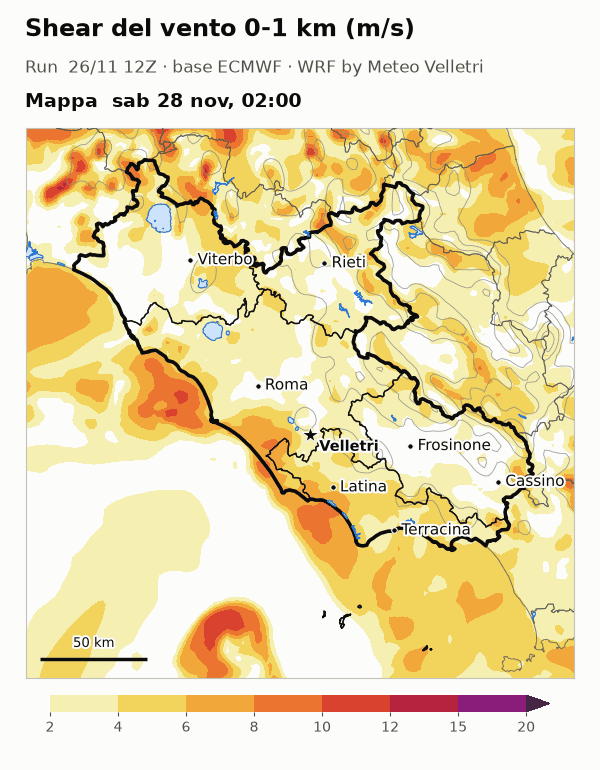 Shear del vento 0-1 km (m/s)
Run 26/11 12Z · base ECMWF · WRF by Meteo Velletri
Mappa sab 28 nov, 02:00
Viterbo
Rieti
Roma
Velletri
Frosinone
Cassino
Latina
Terracina
50 km
2 4 6 8 10 12 15 20